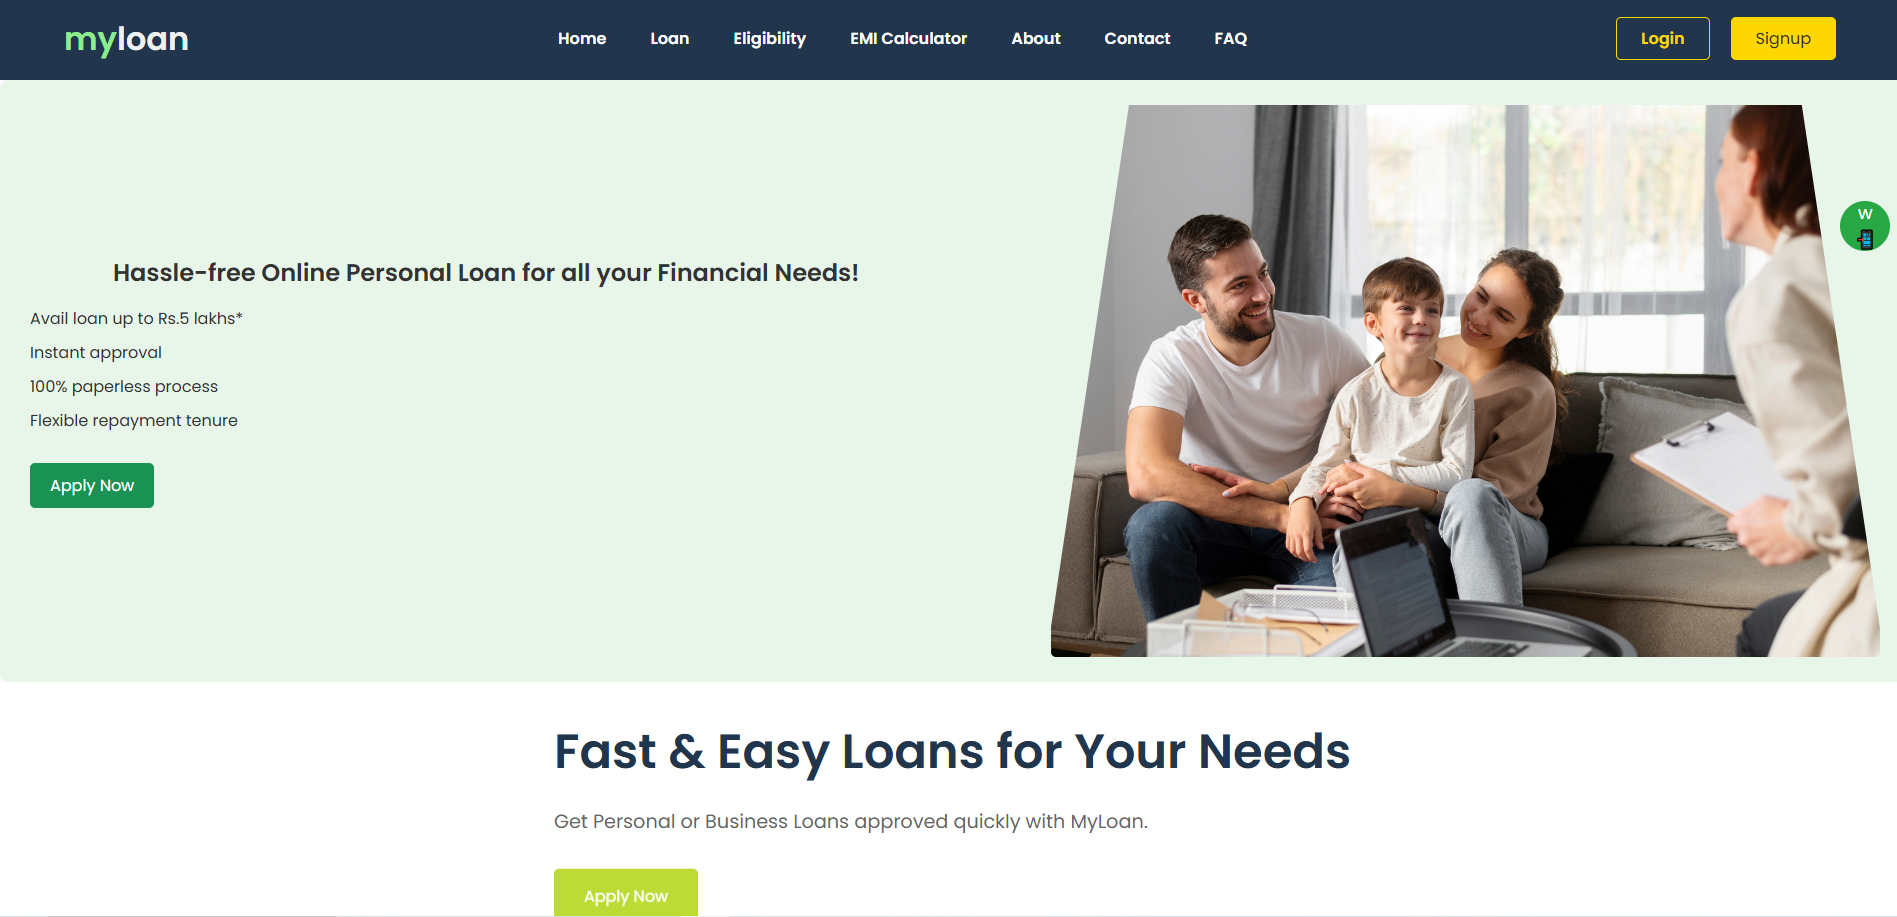 myloan
Home Loan Eligibility EMI Calculator About Contact FAQ
Login Signup
Hassle-free Online Personal Loan for all your Financial Needs!
Avail loan up to Rs.5 lakhs*
Instant approval
100% paperless process
Flexible repayment tenure
Apply Now
W
Fast & Easy Loans for Your Needs
Get Personal or Business Loans approved quickly with MyLoan.
Apply Now